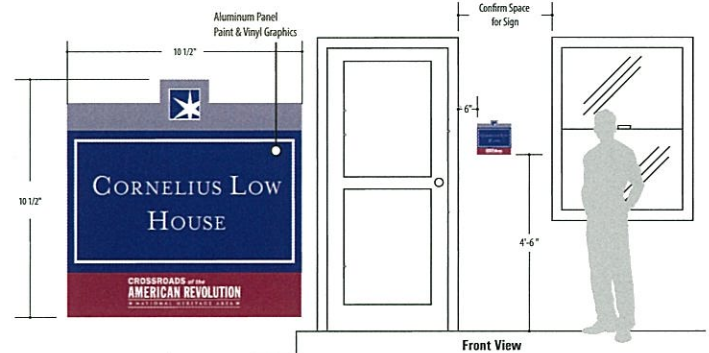 Aluminum Panel
Paint & Vinyl Graphics
10 1/2"
10 1/2"
CORNELIUS LOW
HOUSE
CROSSROADS of the
AMERICAN REVOLUTION
NATIONAL HERITAGE AREA
Confirm Space
for Sign
6"
4'-6"
Front View